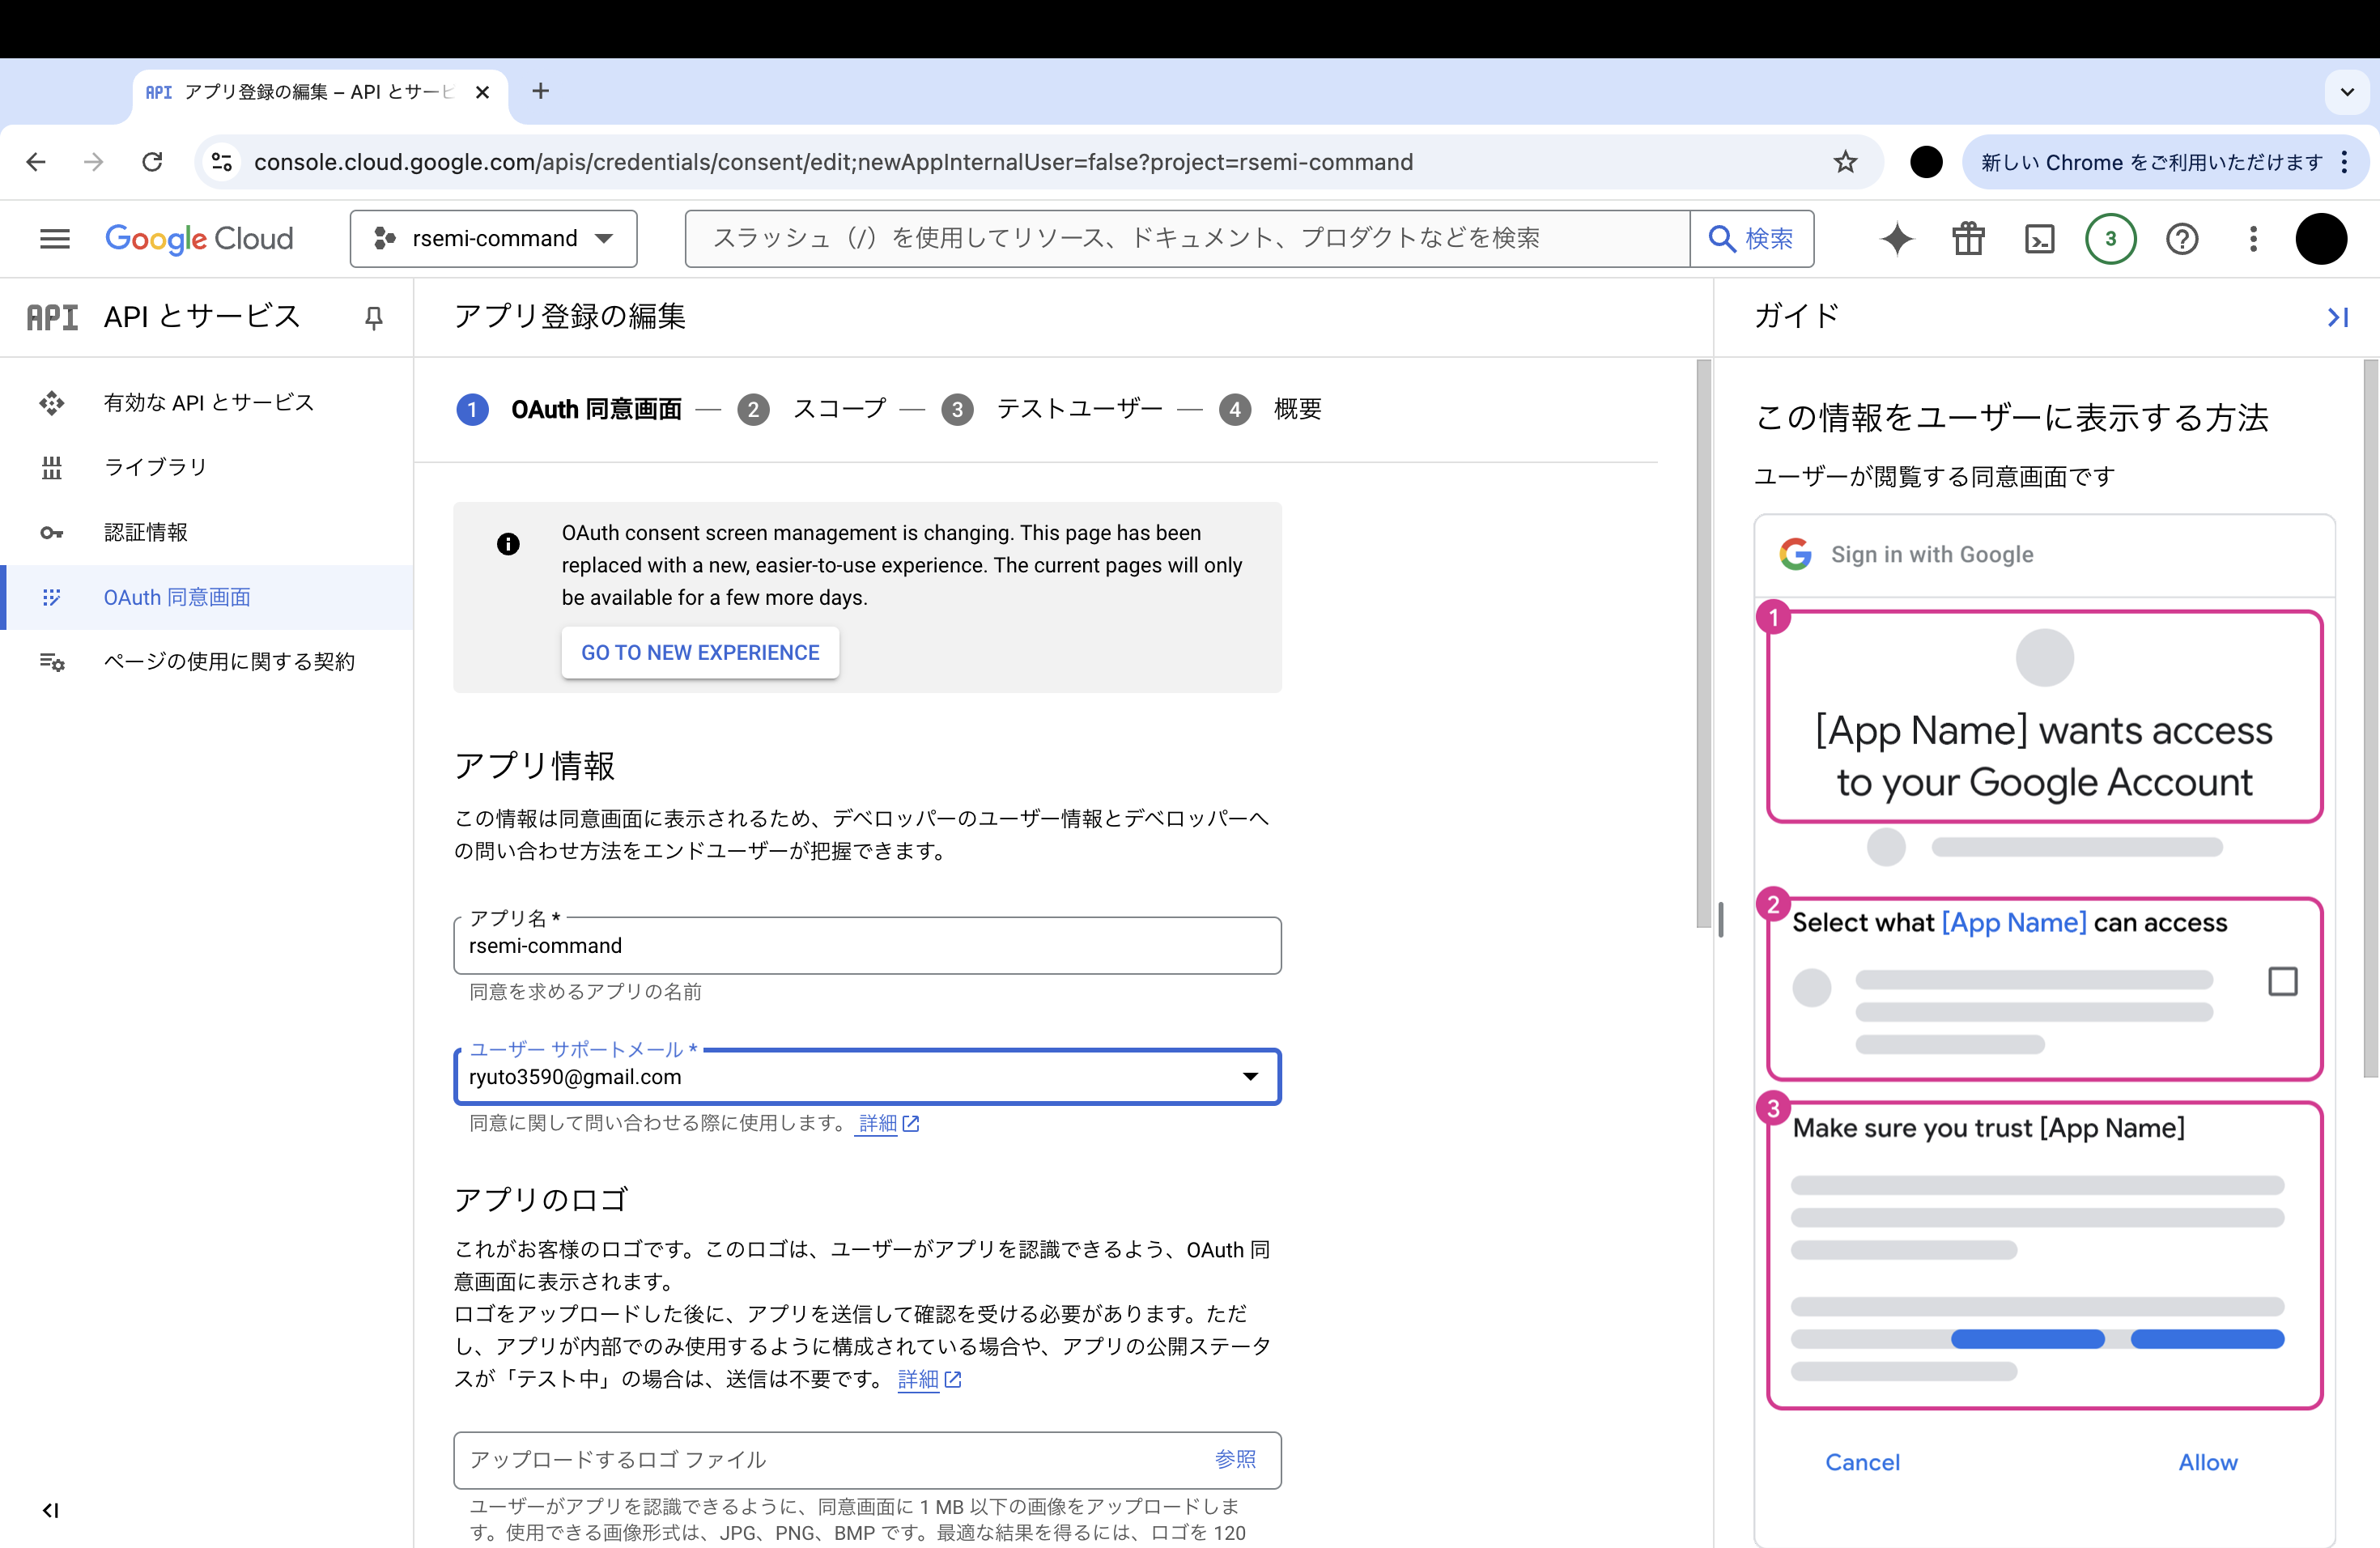 API アプリ登録の編集 – API とサービ
console.cloud.google.com/apis/credentials/consent/edit;newAppInternalUser=false?project=rsemi-command
新しい Chrome をご利用いただけます
Google Cloud
rsemi-command
スラッシュ（/）を使用してリソース、ドキュメント、プロダクトなどを検索
検索
3
API API とサービス
有効な API とサービス
ライブラリ
認証情報
OAuth 同意画面
ページの使用に関する契約
アプリ登録の編集
1 OAuth 同意画面 — 2 スコープ — 3 テストユーザー — 4 概要
OAuth consent screen management is changing. This page has been
replaced with a new, easier-to-use experience. The current pages will only
be available for a few more days.
GO TO NEW EXPERIENCE
アプリ情報
この情報は同意画面に表示されるため、デベロッパーのユーザー情報とデベロッパーへ
の問い合わせ方法をエンドユーザーが把握できます。
アプリ名 *
rsemi-command
同意を求めるアプリの名前
ユーザー サポートメール *
ryuto3590@gmail.com
同意に関して問い合わせる際に使用します。 詳細
アプリのロゴ
これがお客様のロゴです。このロゴは、ユーザーがアプリを認識できるよう、OAuth 同
意画面に表示されます。
ロゴをアップロードした後に、アプリを送信して確認を受ける必要があります。ただ
し、アプリが内部でのみ使用するように構成されている場合や、アプリの公開ステータ
スが「テスト中」の場合は、送信は不要です。 詳細
アップロードするロゴ ファイル 参照
ユーザーがアプリを認識できるように、同意画面に 1 MB 以下の画像をアップロードしま
す。使用できる画像形式は、JPG、PNG、BMP です。最適な結果を得るには、ロゴを 120
ガイド
この情報をユーザーに表示する方法
ユーザーが閲覧する同意画面です
Sign in with Google
1
[App Name] wants access
to your Google Account
2
Select what [App Name] can access
3
Make sure you trust [App Name]
Cancel Allow